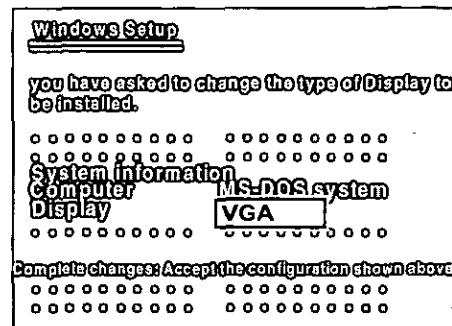 Windows Setup
you have asked to change the type of Display to
be installed.
System information
Computer MS-DOS system
Display VGA
Complete changes: Accept the configuration shown above